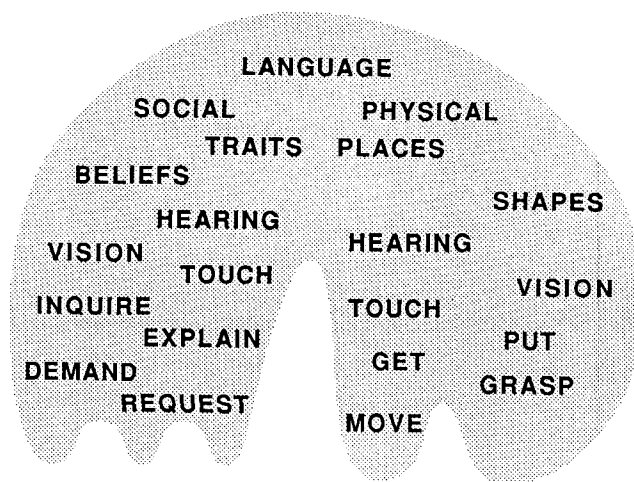 LANGUAGE
SOCIAL PHYSICAL
TRAITS PLACES
BELIEFS
SHAPES
HEARING
HEARING
VISION
TOUCH
VISION
INQUIRE
TOUCH
EXPLAIN
PUT
GET
DEMAND
GRASP
REQUEST
MOVE